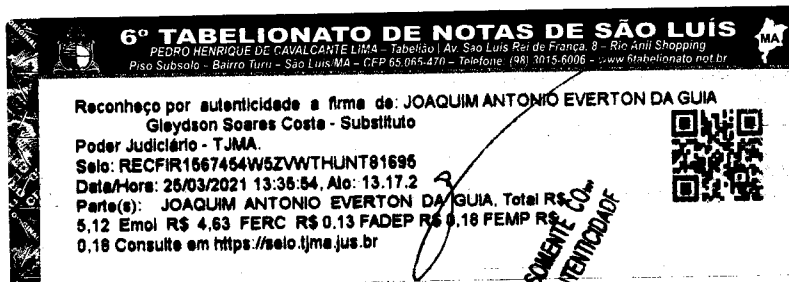 6º TABELIONATO DE NOTAS DE SÃO LUÍS
PEDRO HENRIQUE DE CAVALCANTE LIMA – Tabelião | Av. São Luís Rei de França, 8 – Rio Anil Shopping
Piso Subsolo – Bairro Turu – São Luís/MA – CEP 65.065-470 – Telefone: (98) 3015-6006 – www.6tabelionato.not.br
MA
Reconheço por autenticidade a firma de: JOAQUIM ANTONIO EVERTON DA GUIA
Gleydson Soares Costa - Substituto
Poder Judiciário - TJMA.
Selo: RECFIR1567454W5ZVWTHUNT81695
Data/Hora: 25/03/2021 13:35:54, Ato: 13.17.2
Parte(s): JOAQUIM ANTONIO EVERTON DA GUIA, Total R$
5,12 Emol R$ 4,63 FERC R$ 0,13 FADEP R$ 0,18 FEMP R$
0,18 Consulte em https://selo.tjma.jus.br
SOMENTE CO
TENTICIDADE